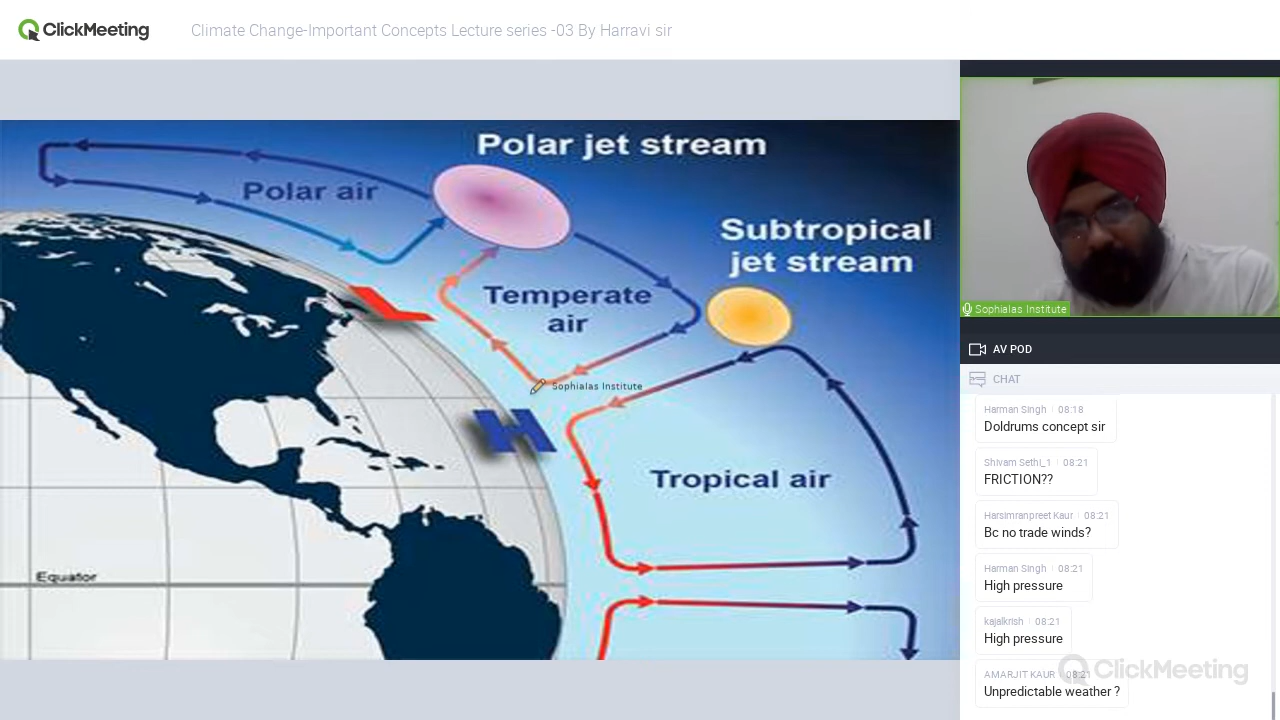 ClickMeeting
Climate Change-Important Concepts Lecture series -03 By Harravi sir
Polar jet stream
Polar air
Subtropical
jet stream
Temperate
air
L
Sophialas Institute
H
Tropical air
Equator
Sophialas Institute
AV POD
CHAT
Harman Singh 08:18
Doldrums concept sir
Shivam Sethi_1 08:21
FRICTION??
Harsimranpreet Kaur 08:21
Bc no trade winds?
Harman Singh 08:21
High pressure
kajalkrish 08:21
High pressure
AMARJIT KAUR 08:21
Unpredictable weather ?
ClickMeeting